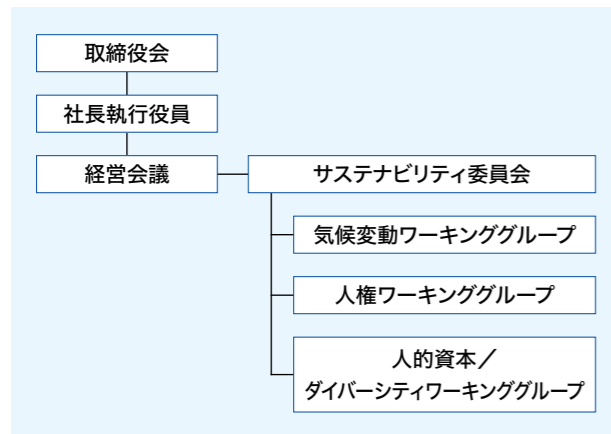 取締役会
社長執行役員
経営会議
サステナビリティ委員会
気候変動ワーキンググループ
人権ワーキンググループ
人的資本／
ダイバーシティワーキンググループ